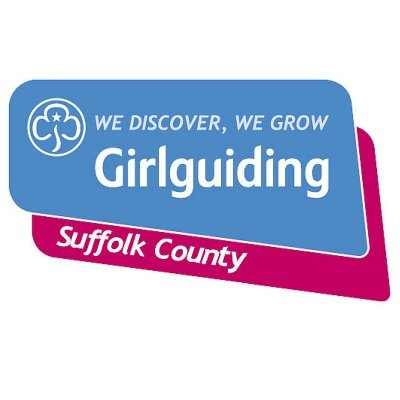 WE DISCOVER, WE GROW
Girlguiding
Suffolk County